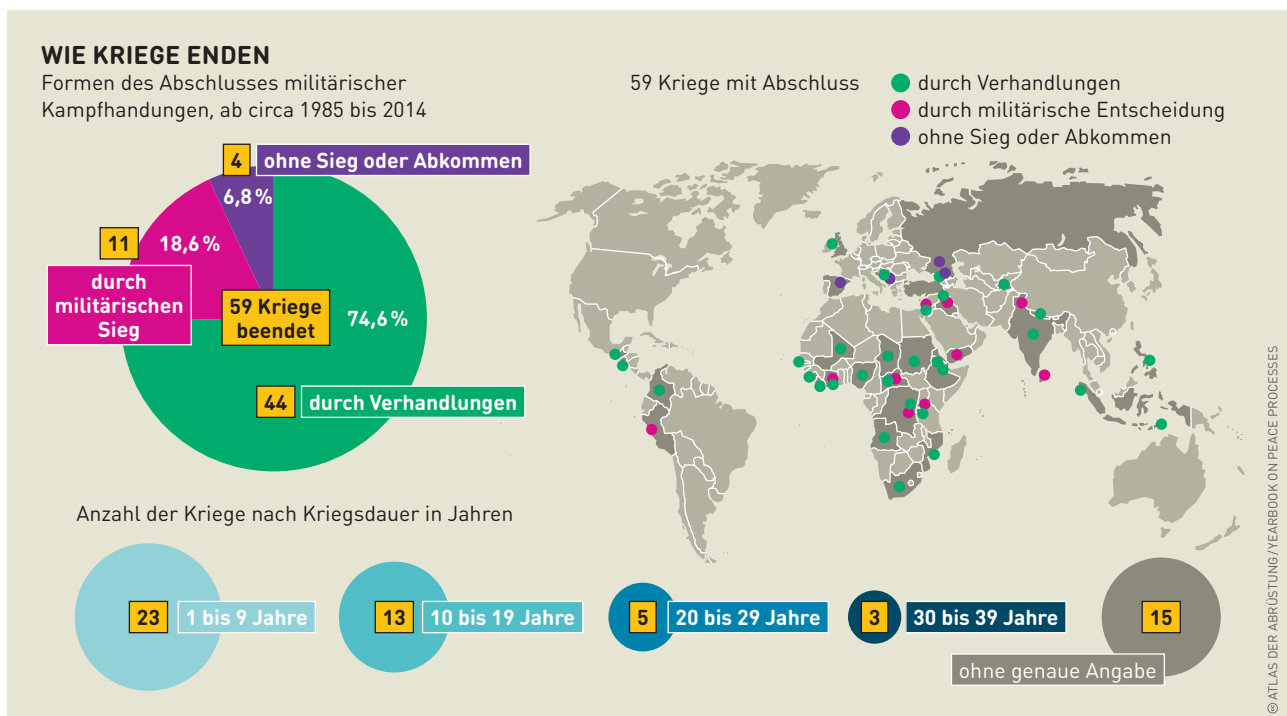 WIE KRIEGE ENDEN
Formen des Abschlusses militärischer
Kampfhandungen, ab circa 1985 bis 2014
59 Kriege mit Abschluss
durch Verhandlungen
durch militärische Entscheidung
ohne Sieg oder Abkommen
4
ohne Sieg oder Abkommen
6,8 %
11
18,6 %
durch
militärischen
Sieg
59 Kriege
beendet
74,6 %
44
durch Verhandlungen
Anzahl der Kriege nach Kriegsdauer in Jahren
23
1 bis 9 Jahre
13
10 bis 19 Jahre
5
20 bis 29 Jahre
3
30 bis 39 Jahre
15
ohne genaue Angabe
© ATLAS DER ABRÜSTUNG/YEARBOOK ON PEACE PROCESSES